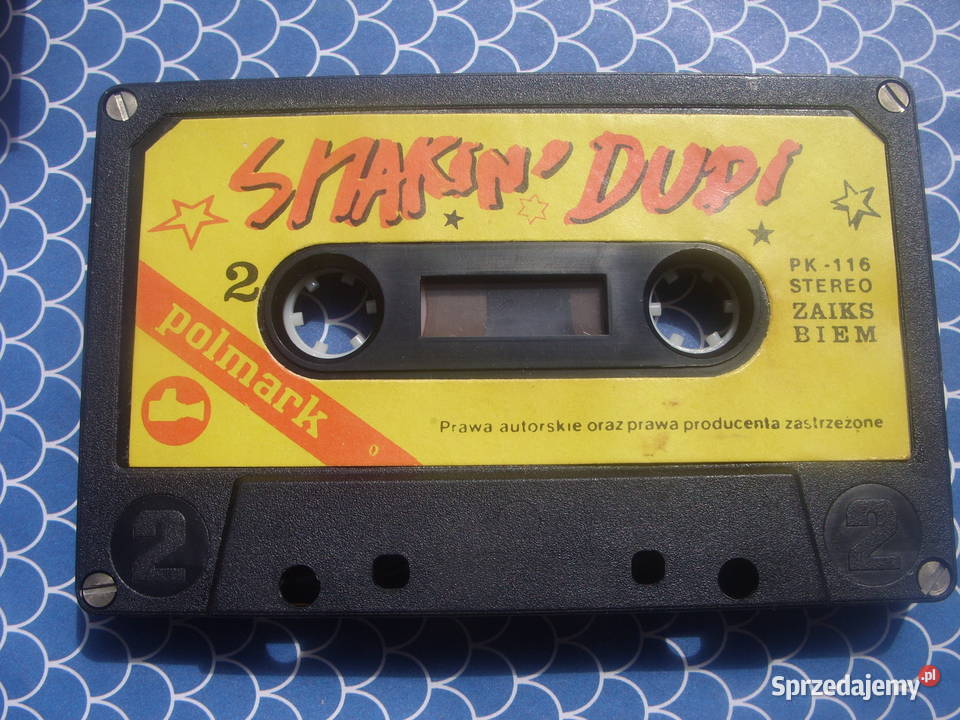 SHAKIN' DUDI
2
PK-116
STEREO
ZAIKS
BIEM
polmark
Prawa autorskie oraz prawa producenta zastrzeżone
2
2
Sprzedajemy.pl